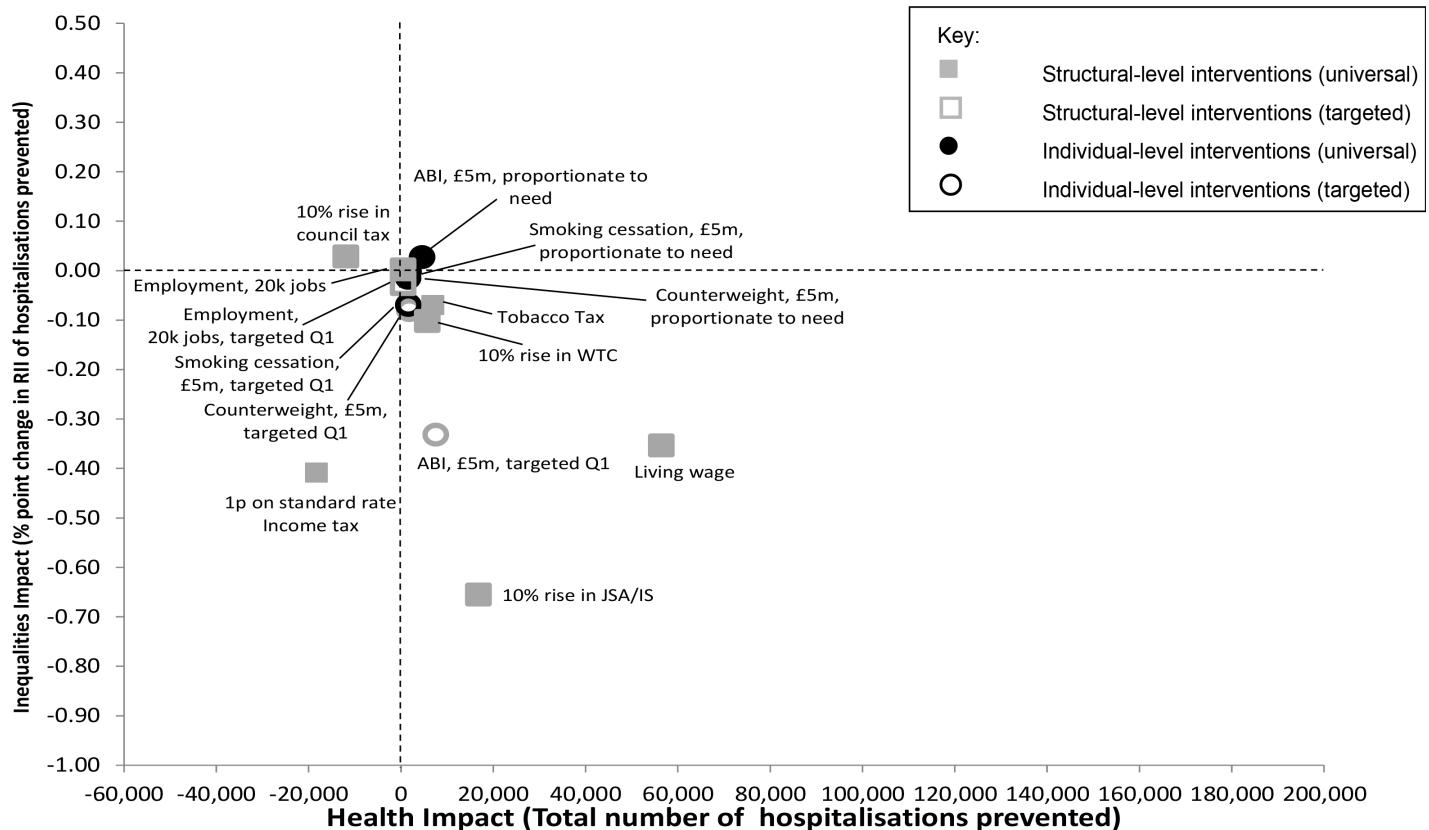 Key:
Structural-level interventions (universal)
Structural-level interventions (targeted)
Individual-level interventions (universal)
Individual-level interventions (targeted)
Inequalities Impact (% point change in RII of hospitalisations prevented)
0.50
0.40
0.30
0.20
0.10
0.00
-0.10
-0.20
-0.30
-0.40
-0.50
-0.60
-0.70
-0.80
-0.90
-1.00
ABI, £5m, proportionate to
need
10% rise in
council tax
Smoking cessation, £5m,
proportionate to need
Employment, 20k jobs
Counterweight, £5m,
proportionate to need
Employment,
20k jobs, targeted Q1
Tobacco Tax
10% rise in WTC
Smoking cessation,
£5m, targeted Q1
Counterweight, £5m,
targeted Q1
ABI, £5m, targeted Q1
Living wage
1p on standard rate
Income tax
10% rise in JSA/IS
-60,000 -40,000 -20,000 0 20,000 40,000 60,000 80,000 100,000 120,000 140,000 160,000 180,000 200,000
Health Impact (Total number of hospitalisations prevented)